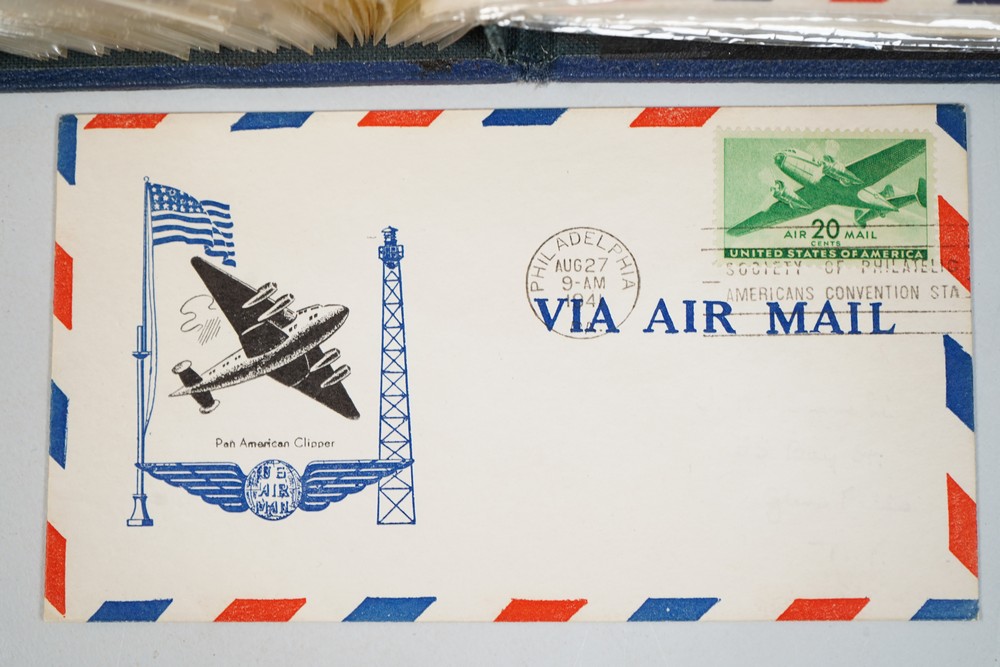 AIR 20 MAIL
CENTS
UNITED STATES OF AMERICA
PHILADELPHIA
AUG 27
9-AM
1941
SOCIETY OF PHILATELIC
AMERICANS CONVENTION STA
VIA AIR MAIL
Pan American Clipper
US
AIR
MAIL